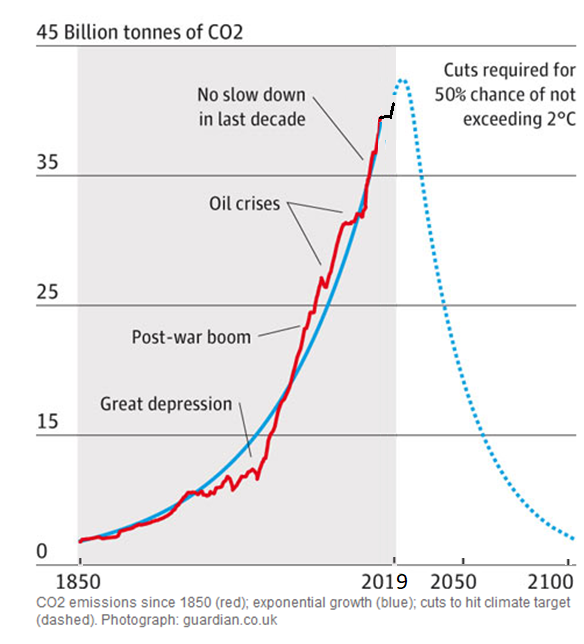 45 Billion tonnes of CO2
Cuts required for
50% chance of not
exceeding 2°C
No slow down
in last decade
35
Oil crises
25
Post-war boom
Great depression
15
0
1850 2019 2050 2100
CO2 emissions since 1850 (red); exponential growth (blue); cuts to hit climate target
(dashed). Photograph: guardian.co.uk